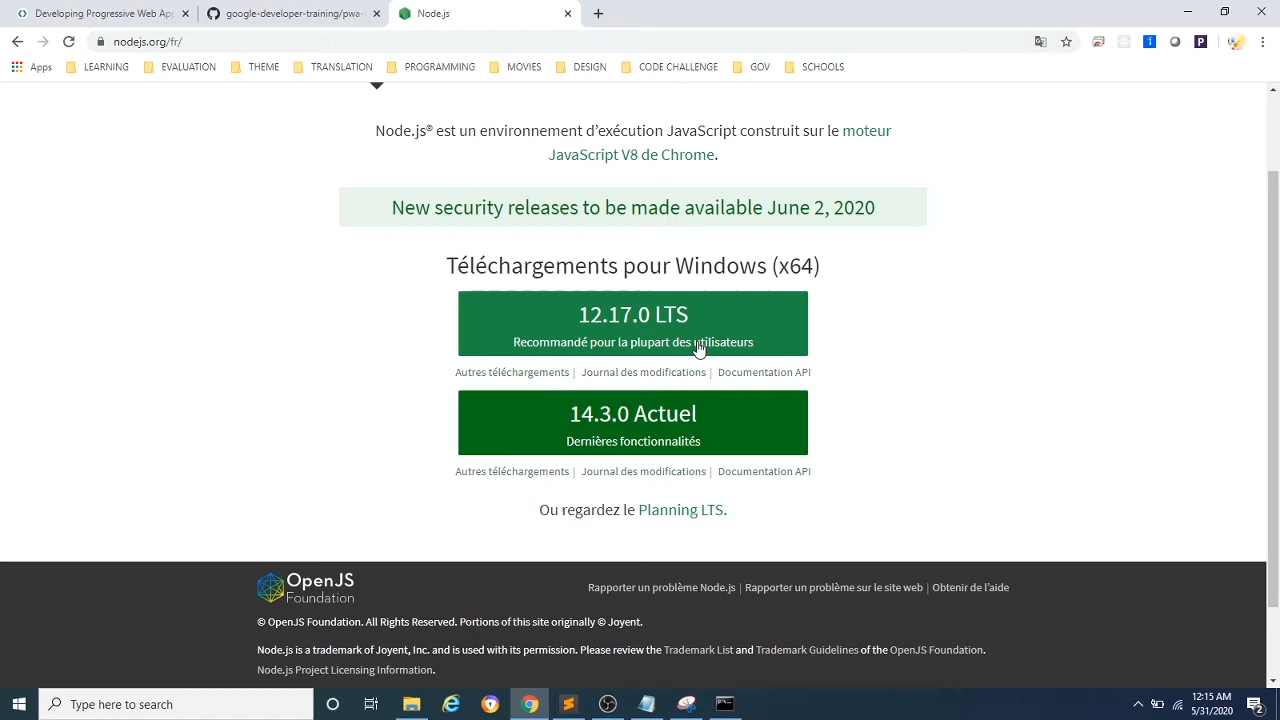 Developing Progressive Web App
google-developer-training/pwa-
Node.js
nodejs.org/fr/
Apps
LEARNING
EVALUATION
THEME
TRANSLATION
PROGRAMMING
MOVIES
DESIGN
CODE CHALLENGE
GOV
SCHOOLS
Node.js® est un environnement d’exécution JavaScript construit sur le moteur
JavaScript V8 de Chrome.
New security releases to be made available June 2, 2020
Téléchargements pour Windows (x64)
12.17.0 LTS
Recommandé pour la plupart des utilisateurs
Autres téléchargements | Journal des modifications | Documentation API
14.3.0 Actuel
Dernières fonctionnalités
Autres téléchargements | Journal des modifications | Documentation API
Ou regardez le Planning LTS.
OpenJS
Foundation
Rapporter un problème Node.js | Rapporter un problème sur le site web | Obtenir de l’aide
© OpenJS Foundation. All Rights Reserved. Portions of this site originally © Joyent.
Node.js is a trademark of Joyent, Inc. and is used with its permission. Please review the Trademark List and Trademark Guidelines of the OpenJS Foundation.
Node.js Project Licensing Information.
Type here to search
12:15 AM
5/31/2020
2